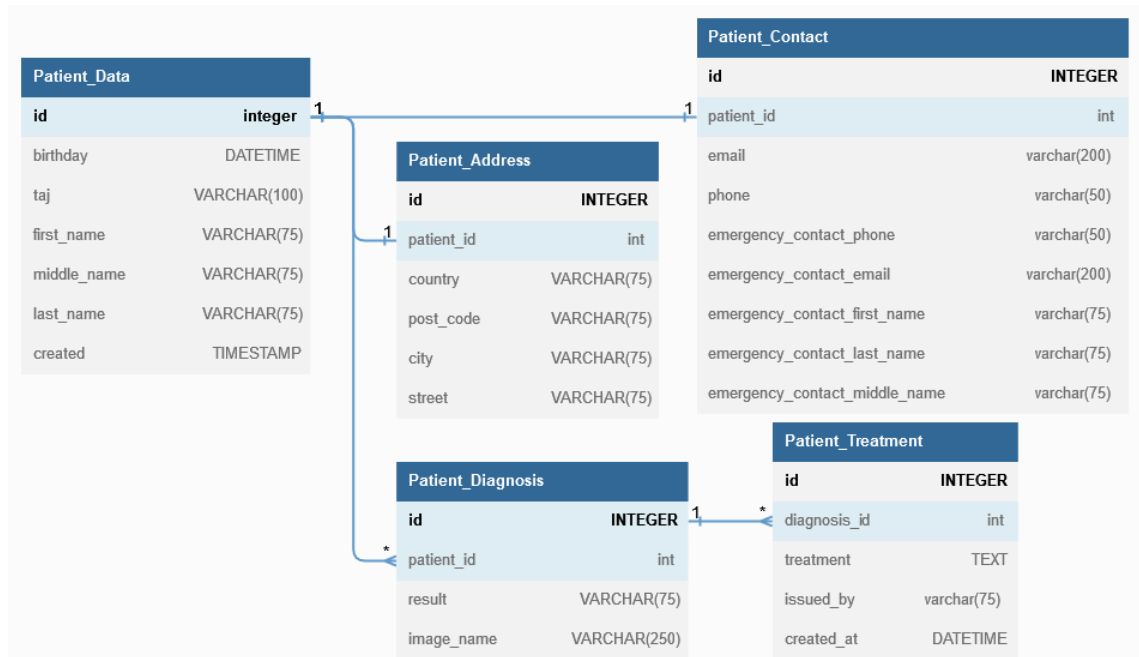 Patient_Data
id integer
birthday DATETIME
taj VARCHAR(100)
first_name VARCHAR(75)
middle_name VARCHAR(75)
last_name VARCHAR(75)
created TIMESTAMP
1
1
Patient_Contact
id INTEGER
patient_id int
email varchar(200)
phone varchar(50)
emergency_contact_phone varchar(50)
emergency_contact_email varchar(200)
emergency_contact_first_name varchar(75)
emergency_contact_last_name varchar(75)
emergency_contact_middle_name varchar(75)
1
Patient_Address
id INTEGER
patient_id int
country VARCHAR(75)
post_code VARCHAR(75)
city VARCHAR(75)
street VARCHAR(75)
*
Patient_Diagnosis
id INTEGER
patient_id int
result VARCHAR(75)
image_name VARCHAR(250)
1
*
Patient_Treatment
id INTEGER
diagnosis_id int
treatment TEXT
issued_by varchar(75)
created_at DATETIME